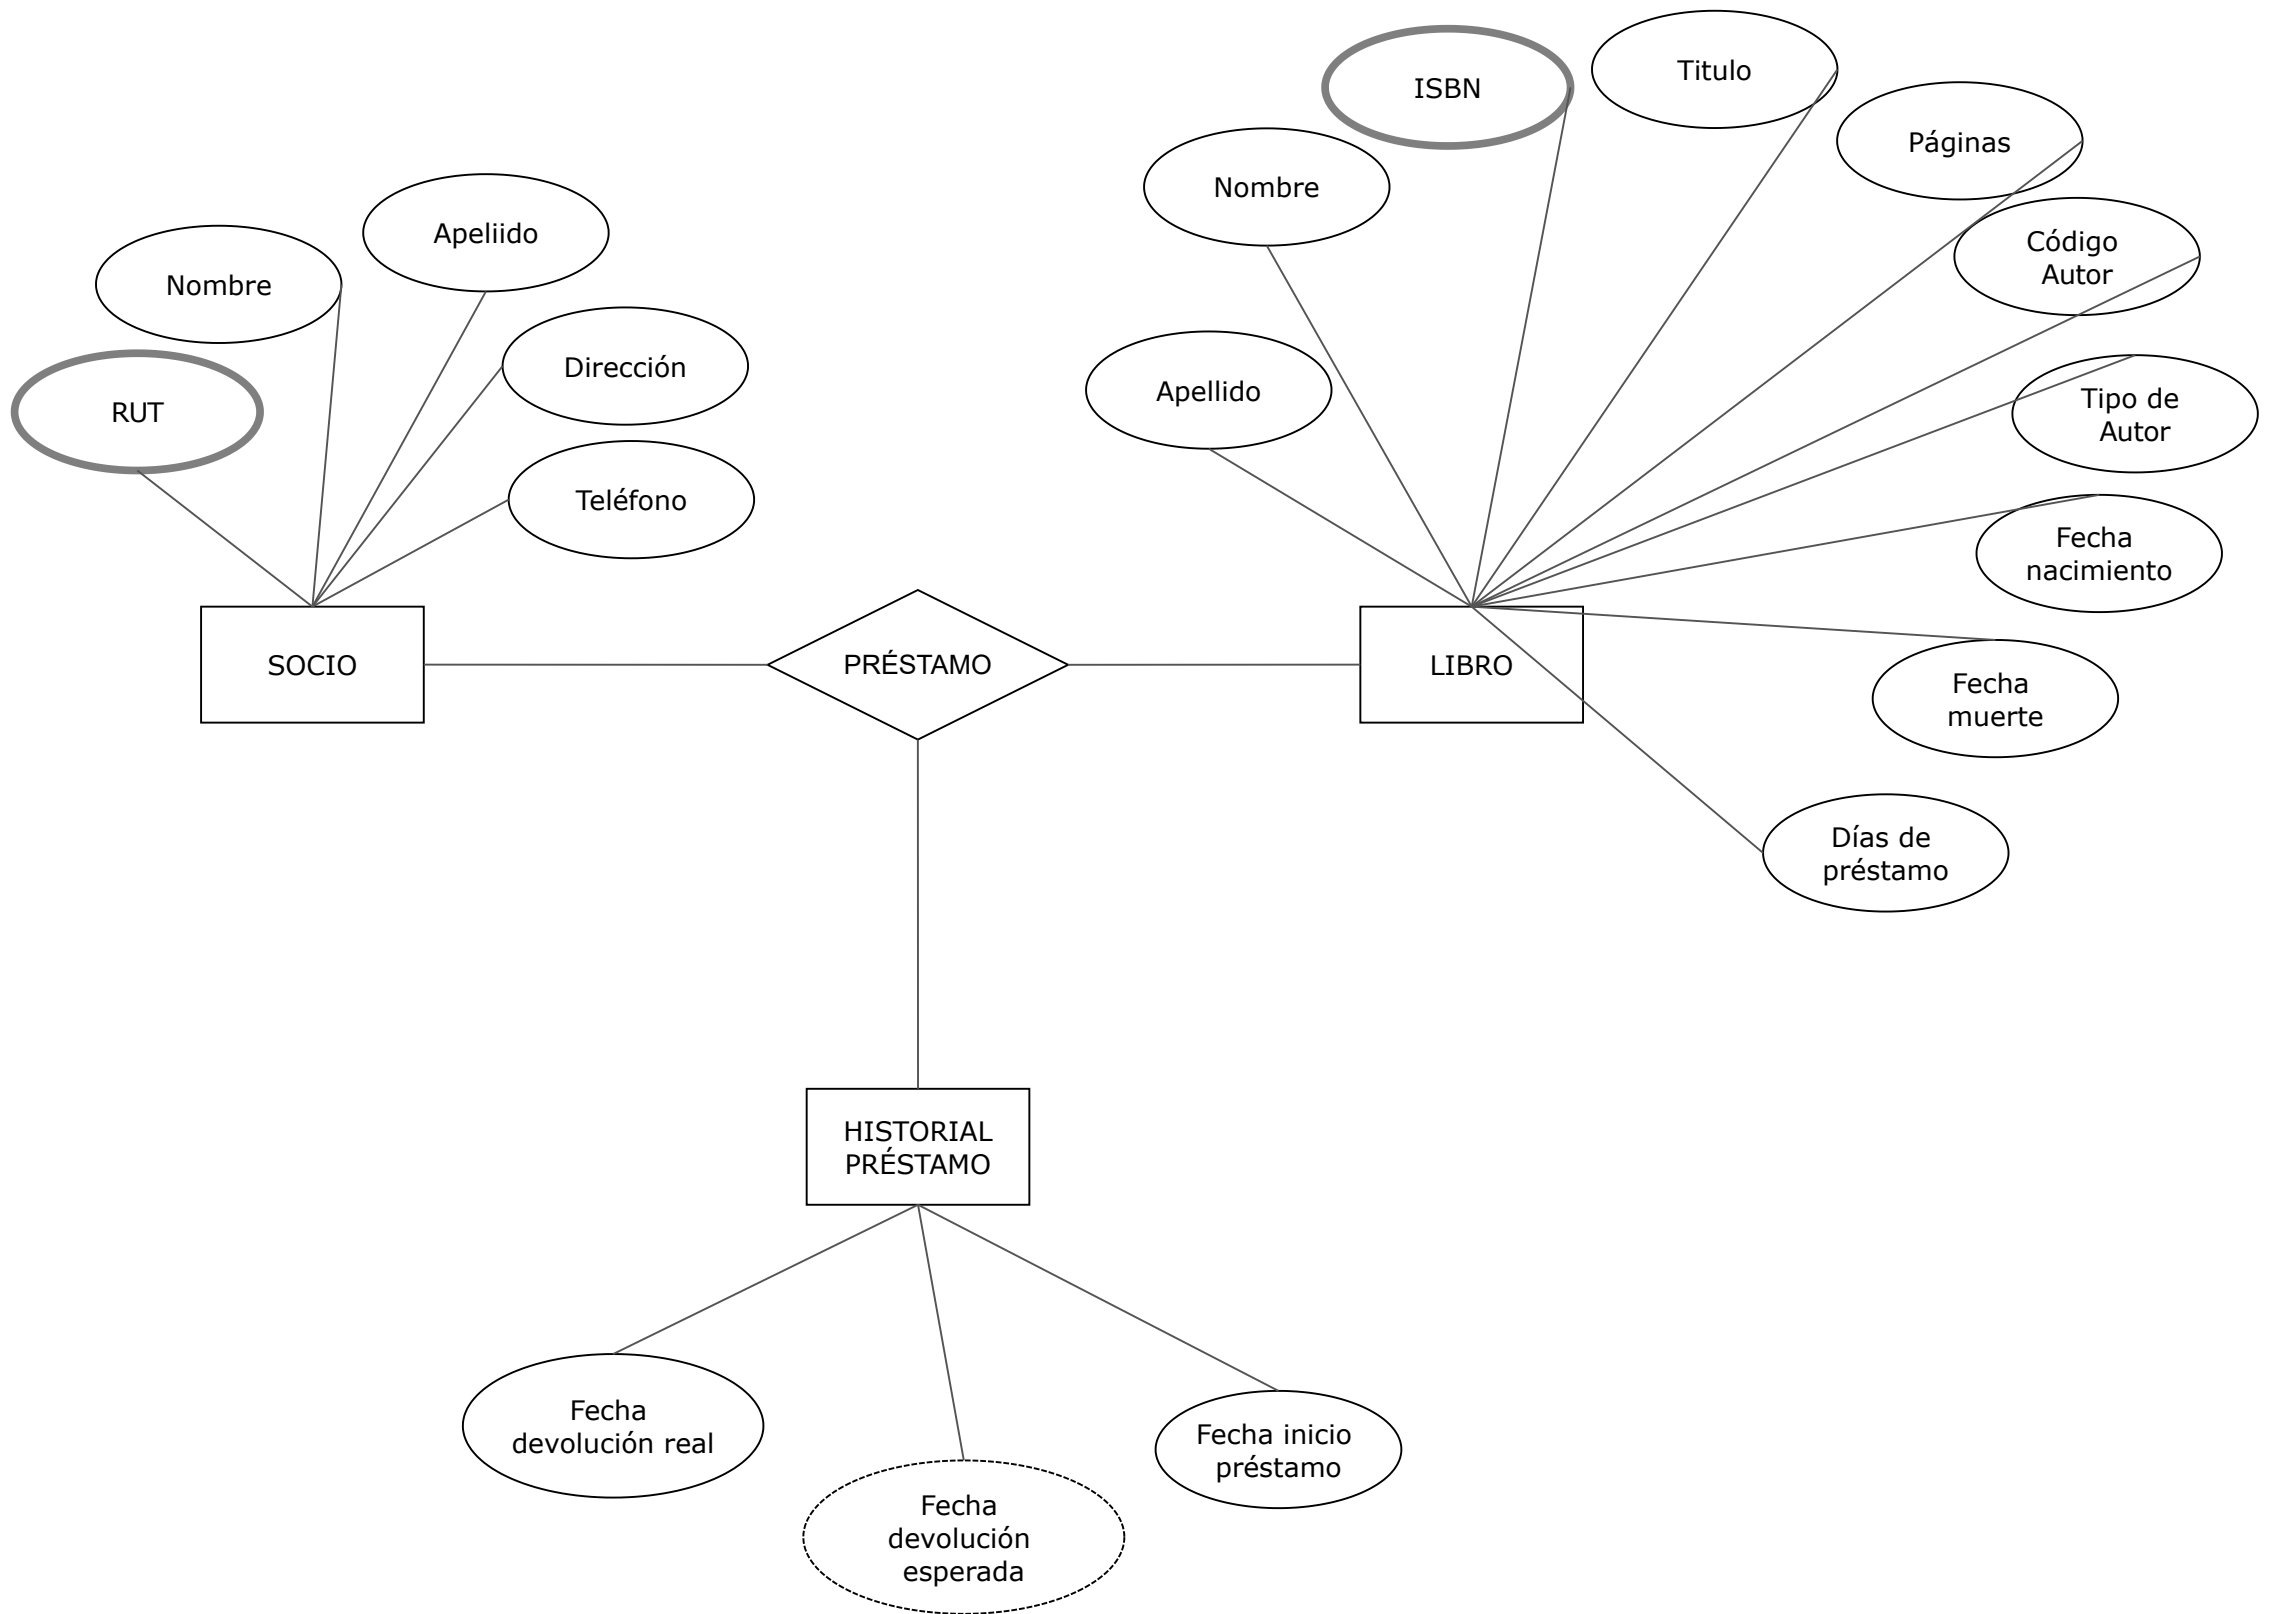 ISBN
Titulo
Páginas
Nombre
Código
Autor
Apeliido
Nombre
Dirección
Apellido
Tipo de
Autor
RUT
Teléfono
Fecha
nacimiento
SOCIO
PRÉSTAMO
LIBRO
Fecha
muerte
Días de
préstamo
HISTORIAL
PRÉSTAMO
Fecha
devolución real
Fecha inicio
préstamo
Fecha
devolución
esperada